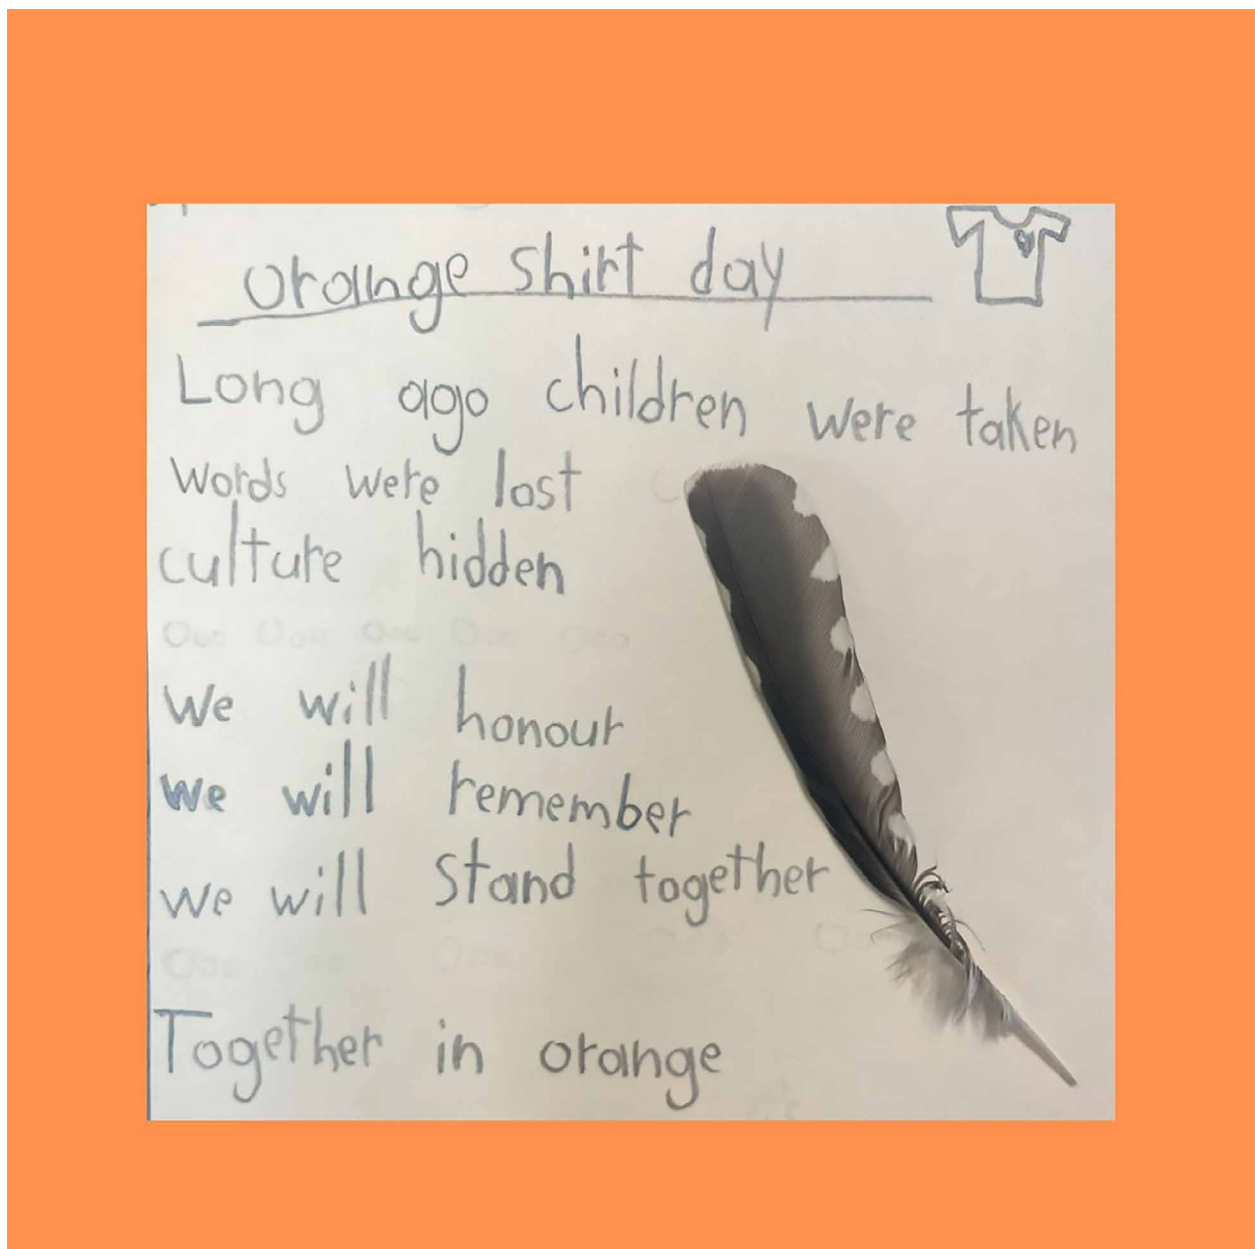 orange shirt day
Long ago children were taken
words were lost
culture hidden
We will honour
we will remember
we will stand together
Together in orange